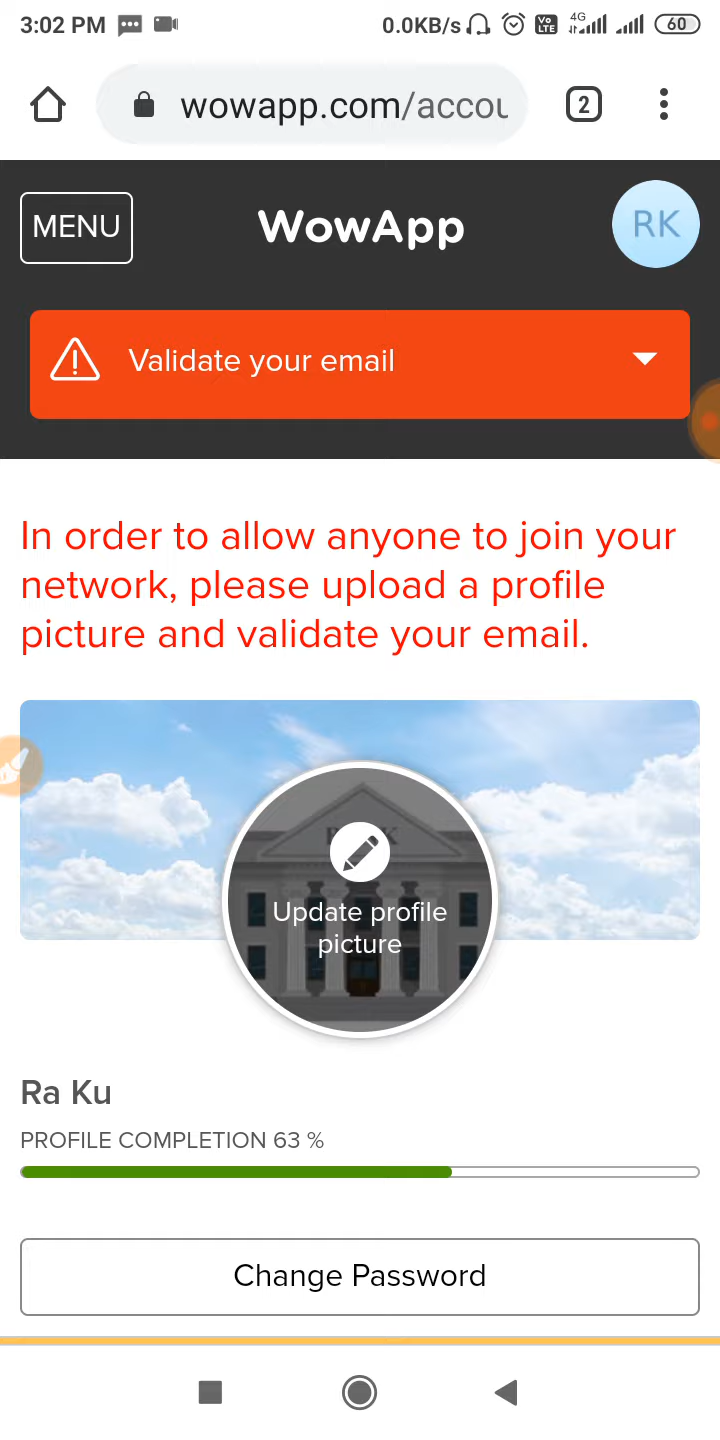 3:02 PM 0.0KB/s VO LTE 4G 60
wowapp.com/accou 2
MENU WowApp RK
Validate your email
In order to allow anyone to join your
network, please upload a profile
picture and validate your email.
Update profile
picture
Ra Ku
PROFILE COMPLETION 63 %
Change Password